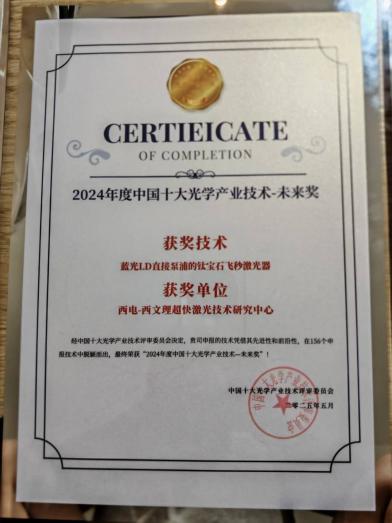 CERTIEICATE
OF COMPLETION
2024年度中国十大光学产业技术-未来奖
获奖技术
蓝光LD直接泵浦的钛宝石飞秒激光器
获奖单位
西电-西文理超快激光技术研究中心
经中国十大光学产业技术评审委员会决定，贵司申报的技术凭借其先进性和前沿性，在156个申
报技术中脱颖而出，最终荣获“2024年度中国十大光学产业技术—未来奖”！
中国十大光学产业技术评审委员会
二零二五年五月